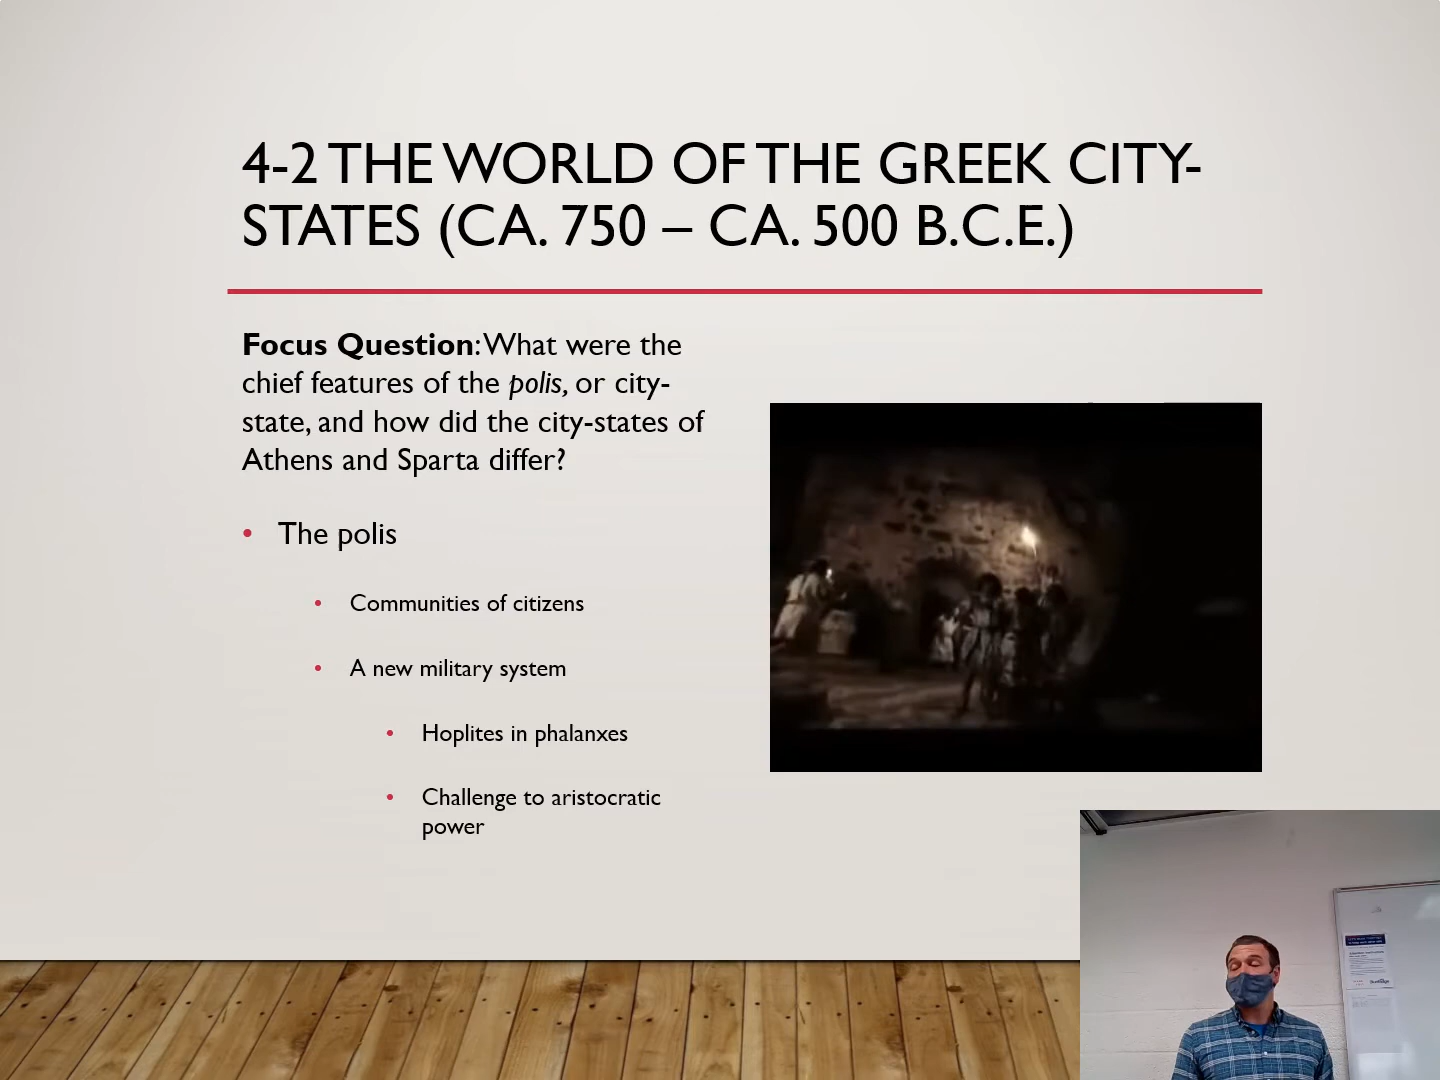 4-2 THE WORLD OF THE GREEK CITY-
STATES (CA. 750 – CA. 500 B.C.E.)
Focus Question: What were the
chief features of the polis, or city-
state, and how did the city-states of
Athens and Sparta differ?
• The polis
• Communities of citizens
• A new military system
• Hoplites in phalanxes
• Challenge to aristocratic
power